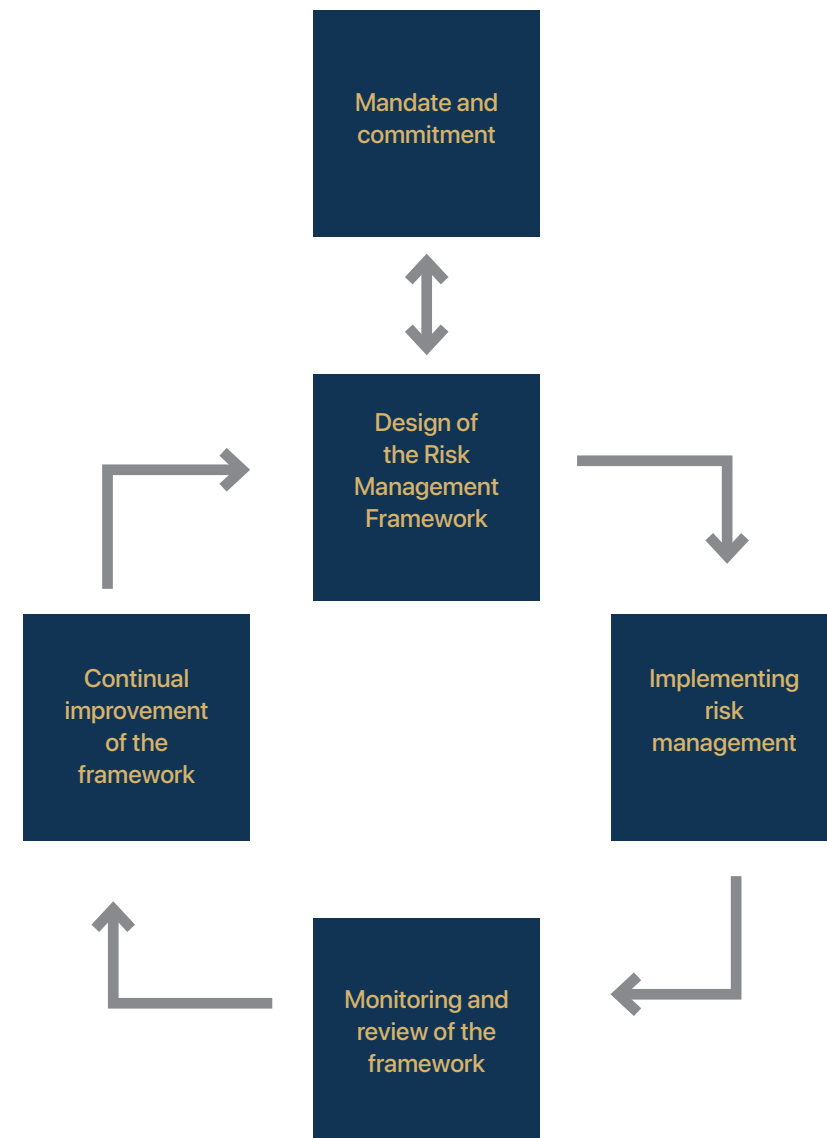 Mandate and
commitment
Design of
the Risk
Management
Framework
Continual
improvement
of the
framework
Implementing
risk
management
Monitoring and
review of the
framework